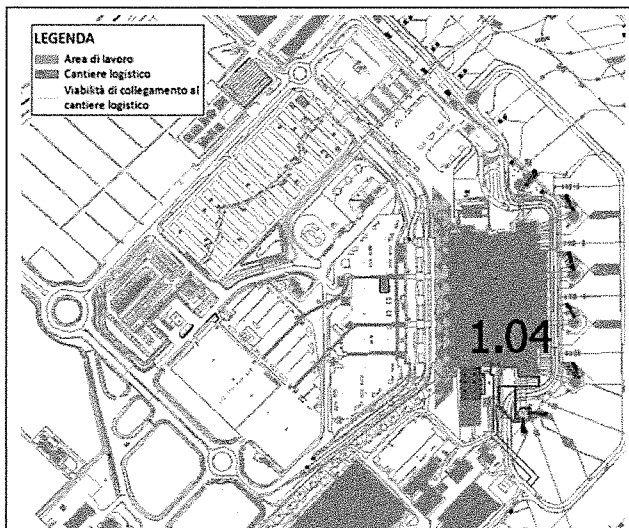 LEGENDA
Area di lavoro
Cantiere logistico
Viabilità di collegamento al
cantiere logistico
1.04